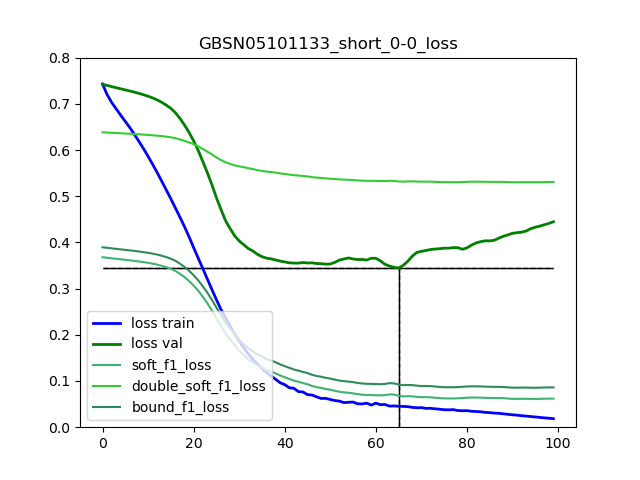 GBSN05101133_short_0-0_loss
0.8
0.7
0.6
0.5
0.4
0.3
0.2
0.1
0.0
loss train
loss val
soft_f1_loss
double_soft_f1_loss
bound_f1_loss
0 20 40 60 80 100